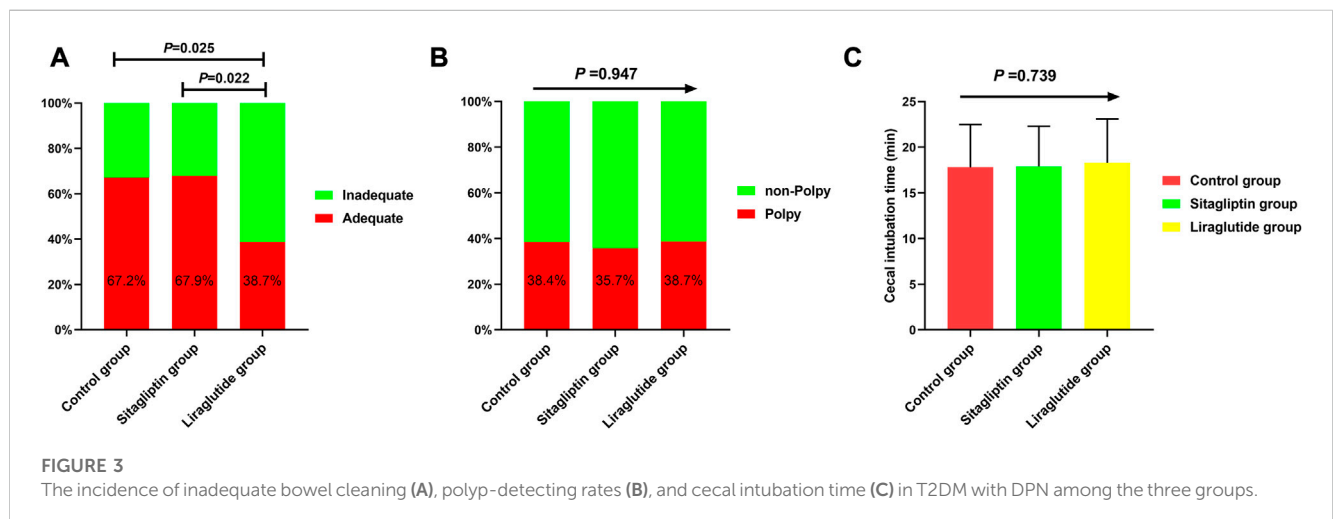 A
P=0.025
P=0.022
100%
80%
60%
40%
20%
0%
67.2%
67.9%
38.7%
Control group
Sitagliptin group
Liraglutide group
Inadequate
Adequate
B
P =0.947
100%
80%
60%
40%
20%
0%
38.4%
35.7%
38.7%
Control group
Sitagliptin group
Liraglutide group
non-Polpy
Polpy
C
P =0.739
Cecal intubation time (min)
25
20
15
10
5
0
Control group
Sitagliptin group
Liraglutide group
Control group
Sitagliptin group
Liraglutide group
FIGURE 3
The incidence of inadequate bowel cleaning (A), polyp-detecting rates (B), and cecal intubation time (C) in T2DM with DPN among the three groups.